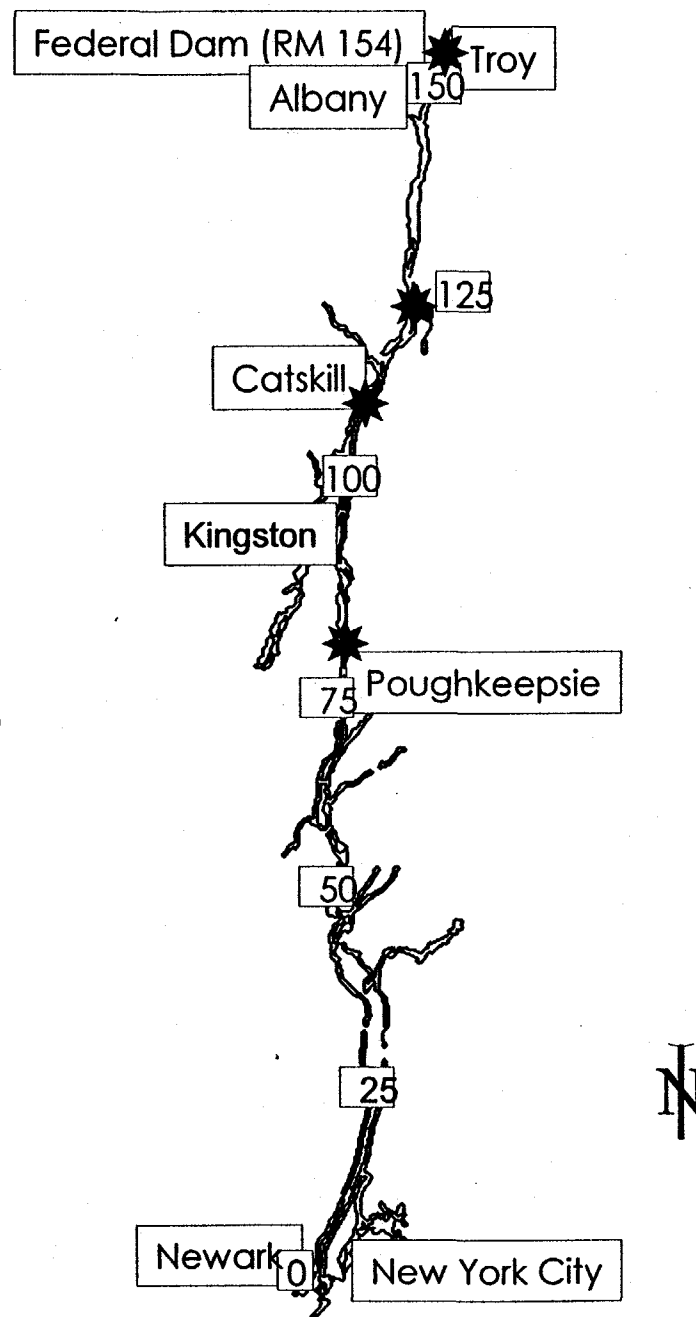 Federal Dam (RM 154)
Troy
Albany
150
125
Catskill
100
Kingston
Poughkeepsie
75
50
25
N
Newark
0
New York City